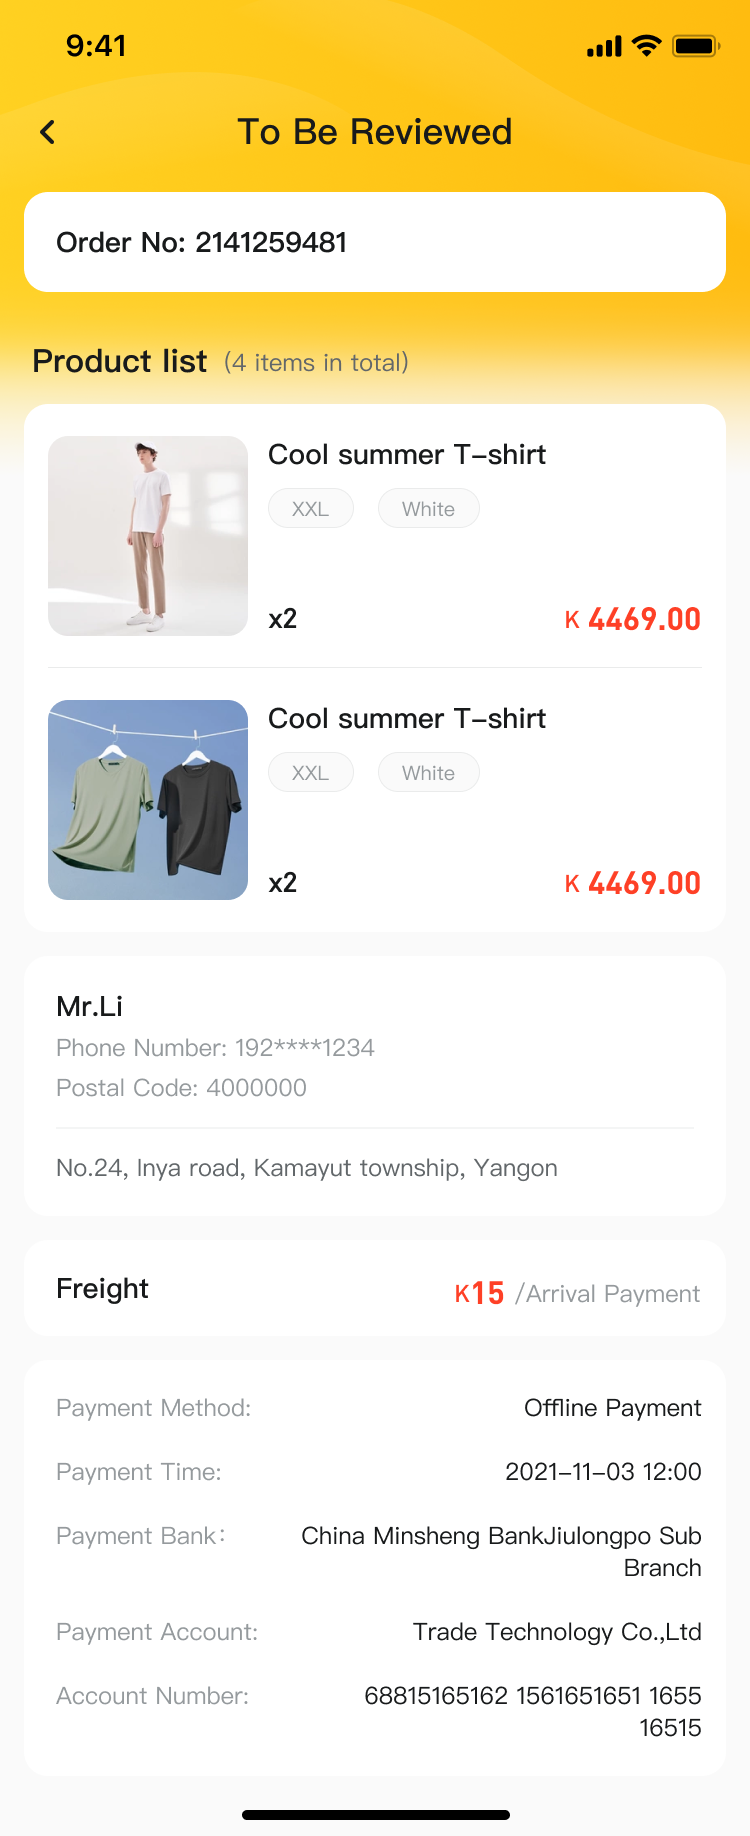 9:41
To Be Reviewed
Order No: 2141259481
Product list (4 items in total)
Cool summer T-shirt
XXL White
x2 K 4469.00
Cool summer T-shirt
XXL White
x2 K 4469.00
Mr.Li
Phone Number: 192****1234
Postal Code: 4000000
No.24, Inya road, Kamayut township, Yangon
Freight K15 /Arrival Payment
Payment Method: Offline Payment
Payment Time: 2021-11-03 12:00
Payment Bank: China Minsheng BankJiulongpo Sub
Branch
Payment Account: Trade Technology Co.,Ltd
Account Number: 68815165162 1561651651 1655
16515